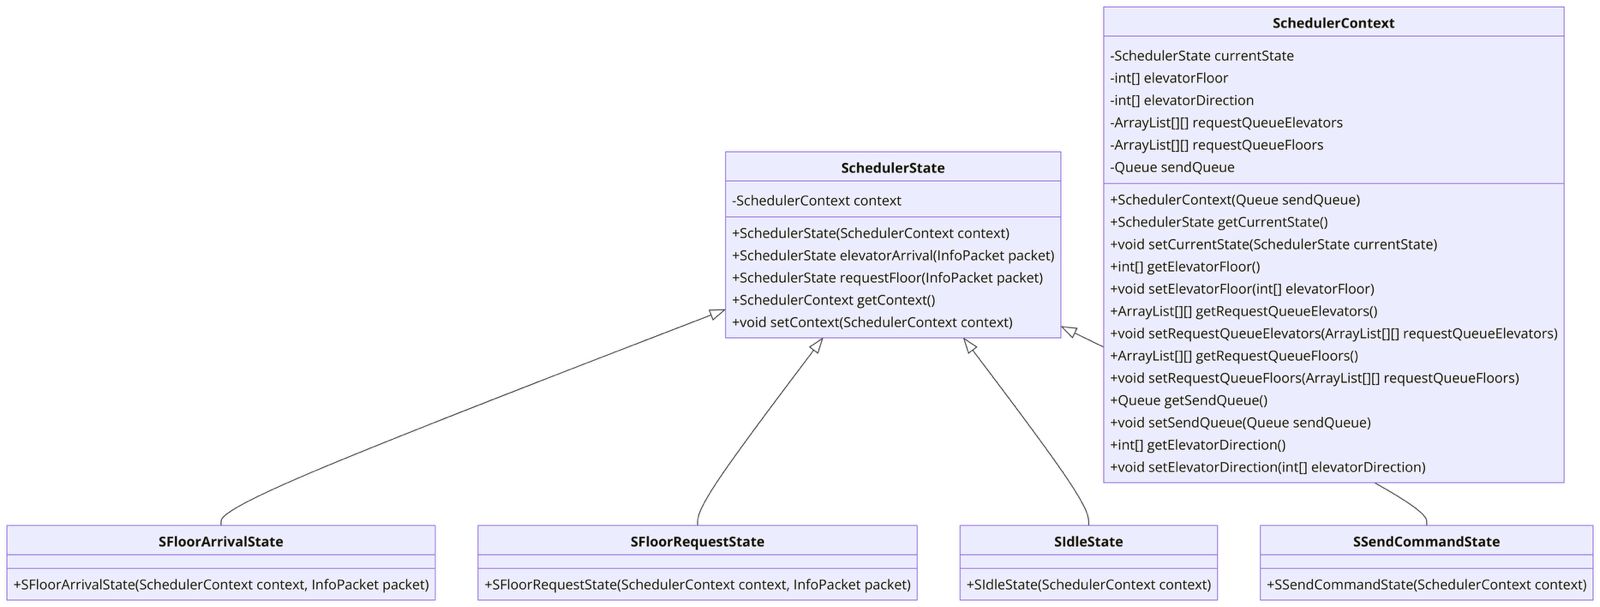 SchedulerContext
-SchedulerState currentState
-int[] elevatorFloor
-int[] elevatorDirection
-ArrayList[][] requestQueueElevators
-ArrayList[][] requestQueueFloors
-Queue sendQueue
+SchedulerContext(Queue sendQueue)
+SchedulerState getCurrentState()
+void setCurrentState(SchedulerState currentState)
+int[] getElevatorFloor()
+void setElevatorFloor(int[] elevatorFloor)
+ArrayList[][] getRequestQueueElevators()
+void setRequestQueueElevators(ArrayList[][] requestQueueElevators)
+ArrayList[][] getRequestQueueFloors()
+void setRequestQueueFloors(ArrayList[][] requestQueueFloors)
+Queue getSendQueue()
+void setSendQueue(Queue sendQueue)
+int[] getElevatorDirection()
+void setElevatorDirection(int[] elevatorDirection)
SchedulerState
-SchedulerContext context
+SchedulerState(SchedulerContext context)
+SchedulerState elevatorArrival(InfoPacket packet)
+SchedulerState requestFloor(InfoPacket packet)
+SchedulerContext getContext()
+void setContext(SchedulerContext context)
SFloorArrivalState
+SFloorArrivalState(SchedulerContext context, InfoPacket packet)
SFloorRequestState
+SFloorRequestState(SchedulerContext context, InfoPacket packet)
SIdleState
+SIdleState(SchedulerContext context)
SSendCommandState
+SSendCommandState(SchedulerContext context)